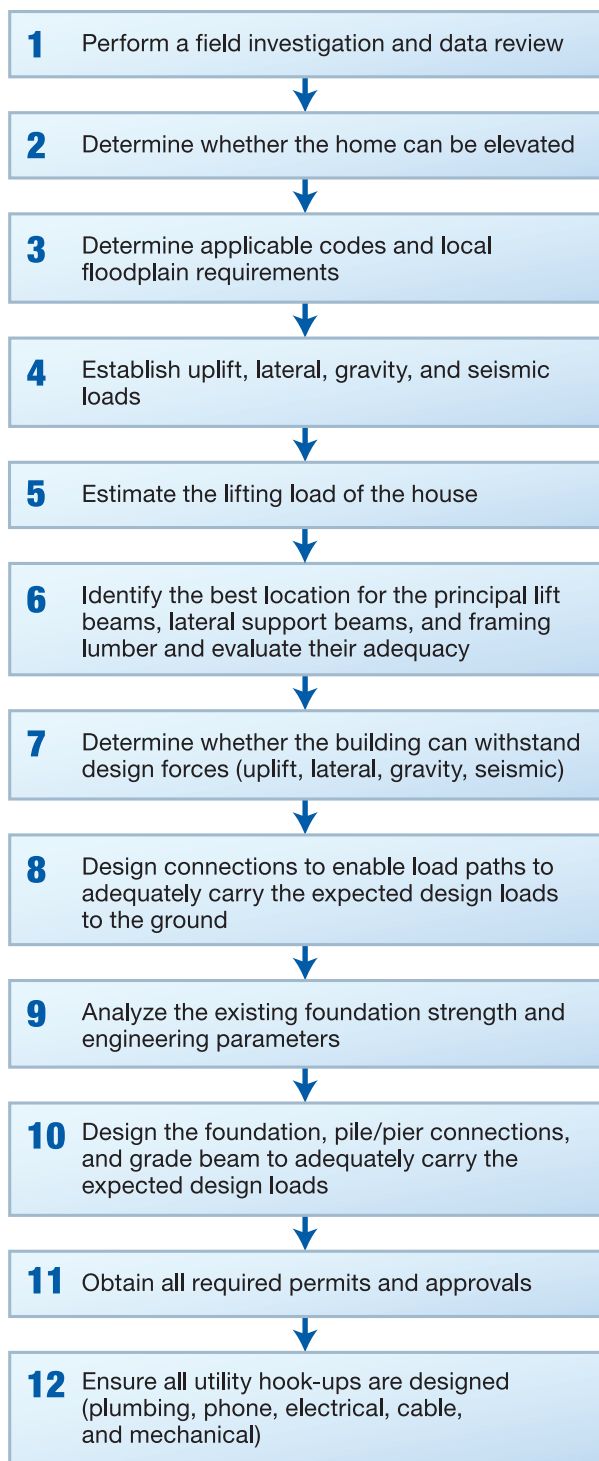 1 Perform a field investigation and data review
2 Determine whether the home can be elevated
3 Determine applicable codes and local
floodplain requirements
4 Establish uplift, lateral, gravity, and seismic
loads
5 Estimate the lifting load of the house
6 Identify the best location for the principal lift
beams, lateral support beams, and framing
lumber and evaluate their adequacy
7 Determine whether the building can withstand
design forces (uplift, lateral, gravity, seismic)
8 Design connections to enable load paths to
adequately carry the expected design loads
to the ground
9 Analyze the existing foundation strength and
engineering parameters
10 Design the foundation, pile/pier connections,
and grade beam to adequately carry the
expected design loads
11 Obtain all required permits and approvals
12 Ensure all utility hook-ups are designed
(plumbing, phone, electrical, cable,
and mechanical)